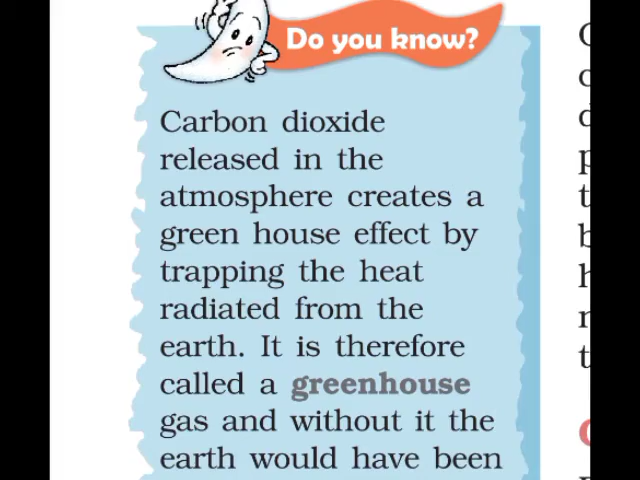 Do you know?
Carbon dioxide
released in the
atmosphere creates a
green house effect by
trapping the heat
radiated from the
earth. It is therefore
called a greenhouse
gas and without it the
earth would have been